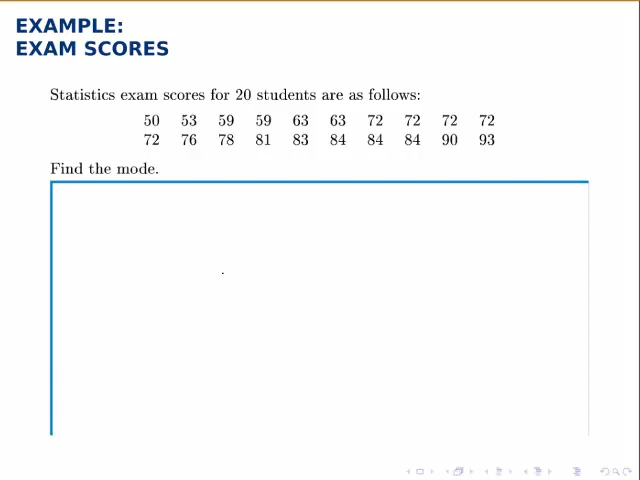 EXAMPLE:
EXAM SCORES
Statistics exam scores for 20 students are as follows:
50 53 59 59 63 63 72 72 72 72
72 76 78 81 83 84 84 84 90 93
Find the mode.